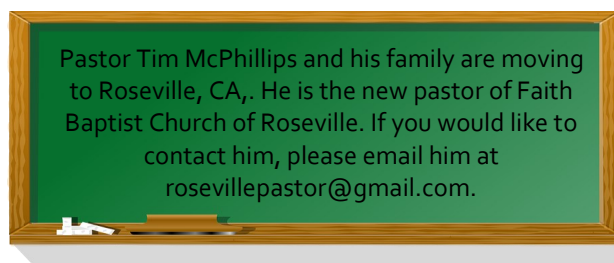 Pastor Tim McPhillips and his family are moving
to Roseville, CA,. He is the new pastor of Faith
Baptist Church of Roseville. If you would like to
contact him, please email him at
rosevillepastor@gmail.com.